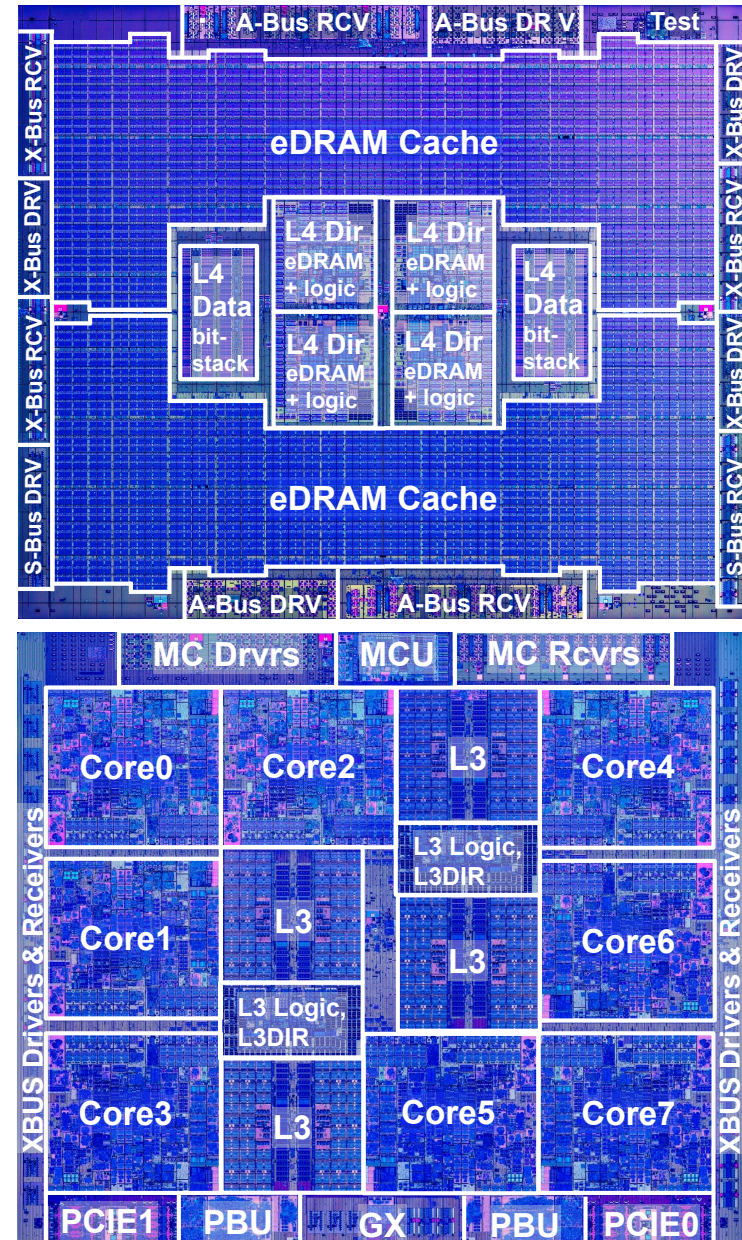 A-Bus RCV
A-Bus DR V
Test
X-Bus RCV
X-Bus DRV
X-Bus RCV
S-Bus DRV
X-Bus DRV
X-Bus RCV
X-Bus DRV
S-Bus RCV
eDRAM Cache
L4 Dir
eDRAM
+ logic
L4 Dir
eDRAM
+ logic
L4
Data
bit-
stack
L4
Data
bit-
stack
L4 Dir
eDRAM
+ logic
L4 Dir
eDRAM
+ logic
eDRAM Cache
A-Bus DRV
A-Bus RCV
MC Drvrs
MCU
MC Rcvrs
Core0
Core2
L3
Core4
L3 Logic,
L3DIR
XBUS Drivers & Receivers
XBUS Drivers & Receivers
Core1
L3
L3
Core6
L3 Logic,
L3DIR
Core3
L3
Core5
Core7
PCIE1
PBU
GX
PBU
PCIE0